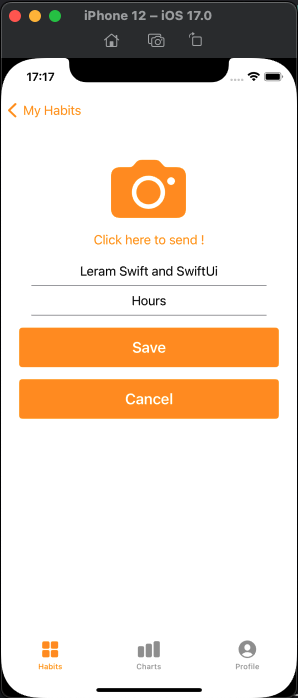 iPhone 12 – iOS 17.0
17:17
My Habits
Click here to send !
Leram Swift and SwiftUi
Hours
Save
Cancel
Habits Charts Profile